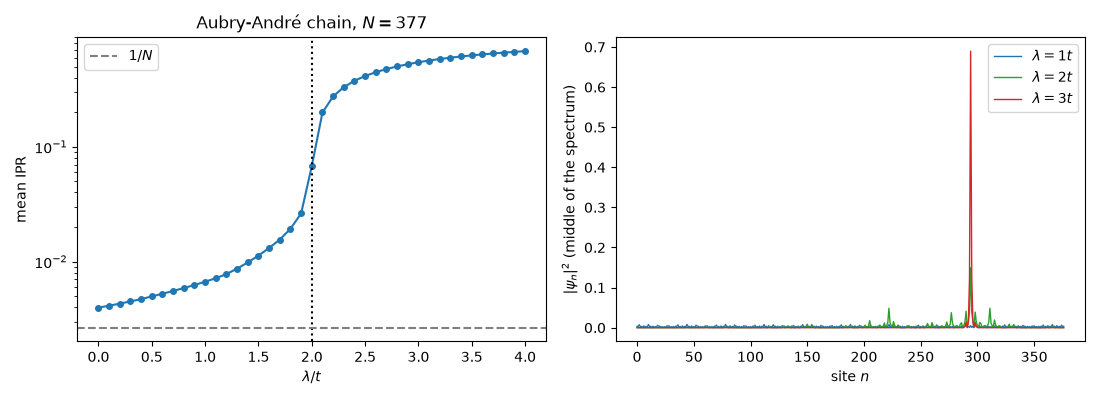 Aubry-André chain, N = 377
1/N
mean IPR
10⁻¹
10⁻²
0.0 0.5 1.0 1.5 2.0 2.5 3.0 3.5 4.0
λ/t
λ = 1t
λ = 2t
λ = 3t
|ψₙ|² (middle of the spectrum)
0.7
0.6
0.5
0.4
0.3
0.2
0.1
0.0
0 50 100 150 200 250 300 350
site n